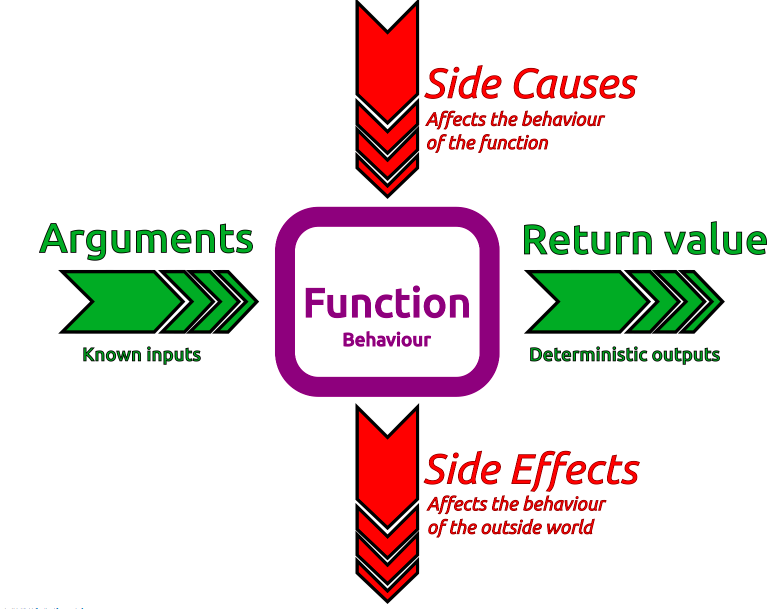 Side Causes
Affects the behaviour
of the function
Arguments
Known inputs
Function
Behaviour
Return value
Deterministic outputs
Side Effects
Affects the behaviour
of the outside world